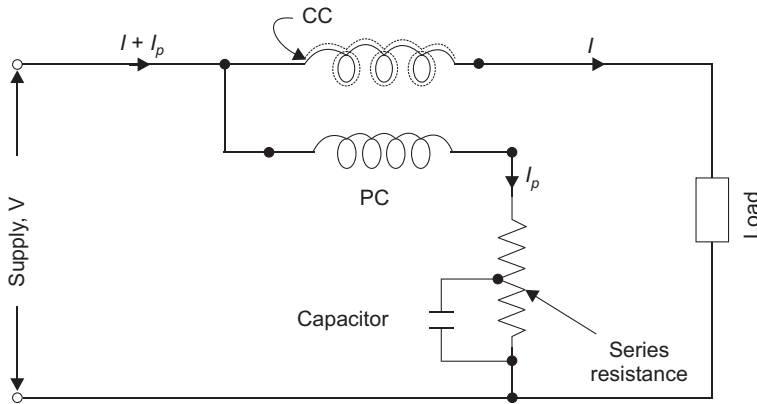 CC
I + Iₚ
I
Iₚ
PC
Supply, V
Load
Capacitor
Series
resistance